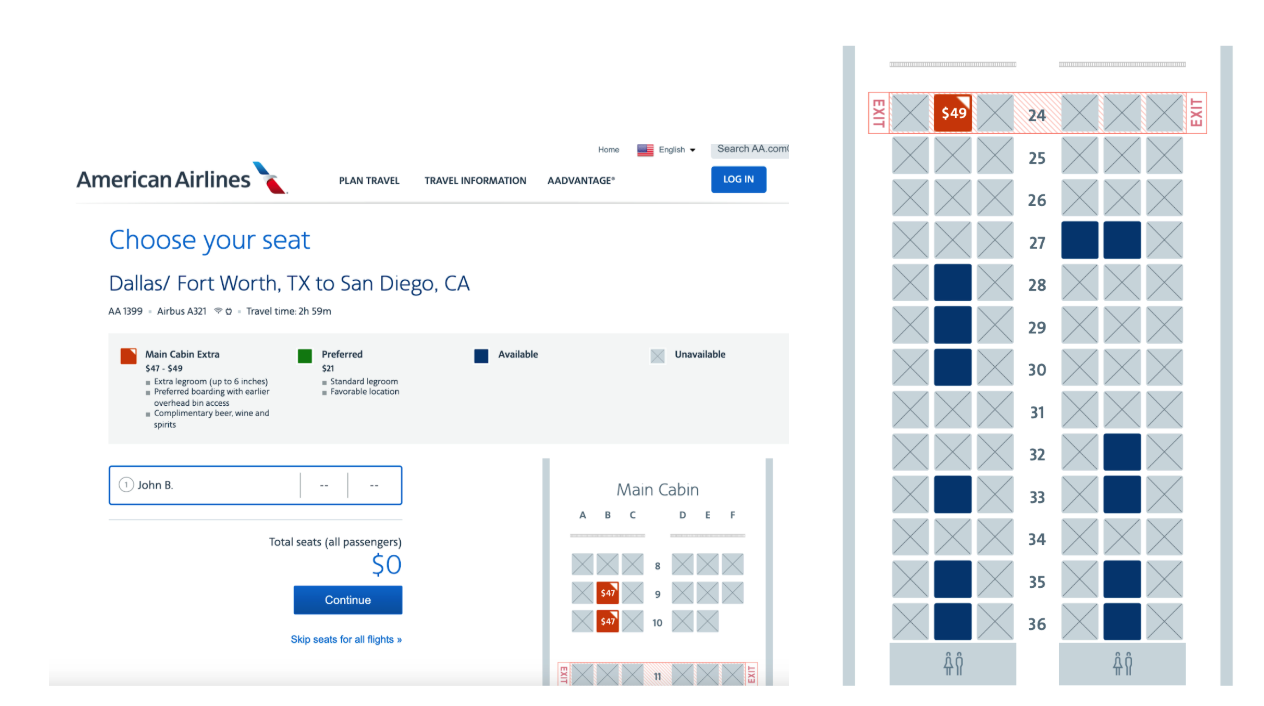 Home
English
Search AA.com
American Airlines
PLAN TRAVEL
TRAVEL INFORMATION
AADVANTAGE®
LOG IN
Choose your seat
Dallas/ Fort Worth, TX to San Diego, CA
AA 1399 Airbus A321 Travel time: 2h 59m
Main Cabin Extra
$47 - $49
Extra legroom (up to 6 inches)
Preferred boarding with earlier
overhead bin access
Complimentary beer, wine and
spirits
Preferred
$21
Standard legroom
Favorable location
Available
Unavailable
1 John B. -- --
Total seats (all passengers)
$0
Continue
Skip seats for all flights »
Main Cabin
A B C D E F
8
$47 9
$47 10
EXIT 11 EXIT
EXIT $49 24 EXIT
25
26
27
28
29
30
31
32
33
34
35
36